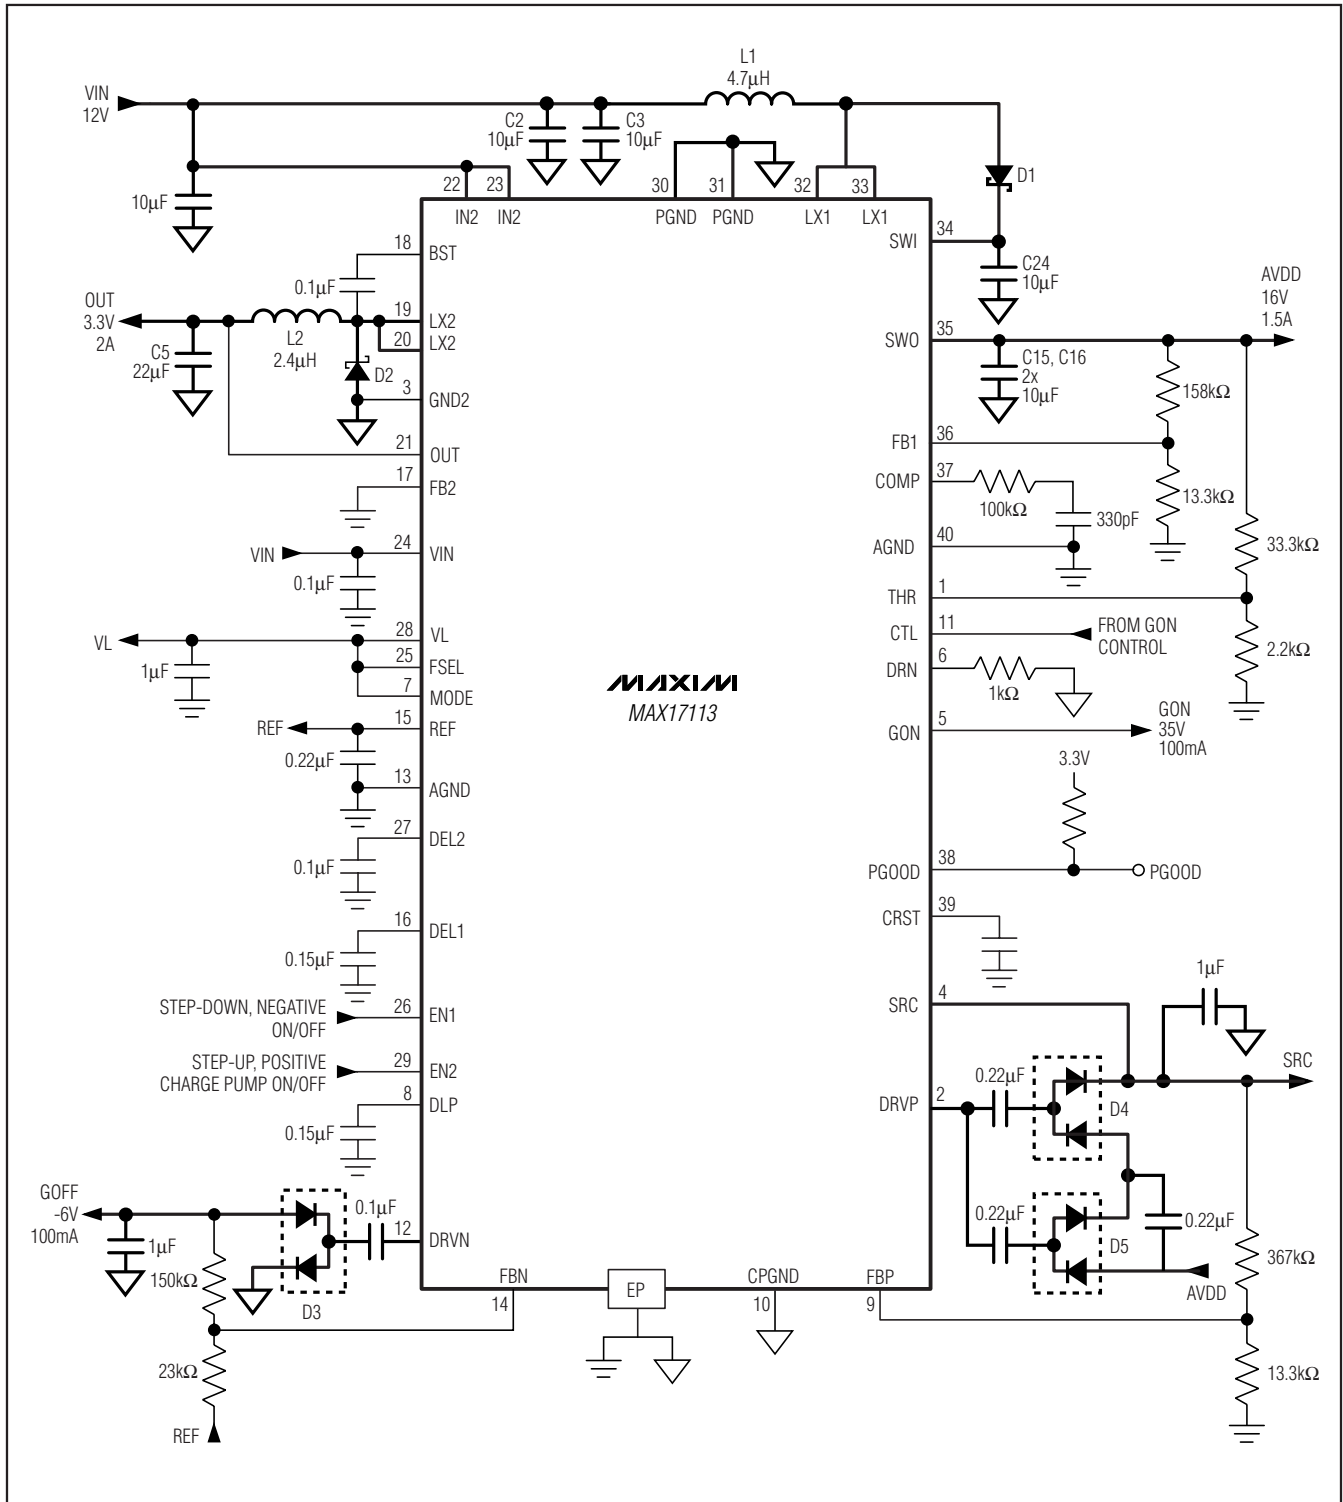 L1
4.7µH
VIN
12V
C2
10µF
C3
10µF
10µF
22
23
30
31
32
33
D1
IN2
IN2
PGND
PGND
LX1
LX1
SWI
34
18
BST
0.1µF
C24
10µF
AVDD
16V
1.5A
OUT
3.3V
2A
19
LX2
20
LX2
L2
2.4µH
C5
22µF
D2
SWO
35
C15, C16
2x
10µF
158kΩ
3
GND2
21
OUT
FB1
36
17
FB2
COMP
37
100kΩ
330pF
13.3kΩ
VIN
24
VIN
0.1µF
AGND
40
33.3kΩ
THR
1
VL
28
VL
1µF
25
FSEL
7
MODE
CTL
11
FROM GON
CONTROL
DRN
6
1kΩ
2.2kΩ
MAXIM
MAX17113
REF
15
REF
0.22µF
GON
5
GON
35V
100mA
13
AGND
3.3V
27
DEL2
0.1µF
PGOOD
38
PGOOD
16
DEL1
0.15µF
CRST
39
1µF
STEP-DOWN, NEGATIVE
ON/OFF
26
EN1
SRC
4
SRC
STEP-UP, POSITIVE
CHARGE PUMP ON/OFF
29
EN2
8
DLP
0.15µF
DRVP
2
0.22µF
D4
0.22µF
D5
0.22µF
AVDD
367kΩ
GOFF
-6V
100mA
1µF
150kΩ
D3
0.1µF
12
DRVN
FBN
14
EP
CPGND
10
FBP
9
23kΩ
REF
13.3kΩ